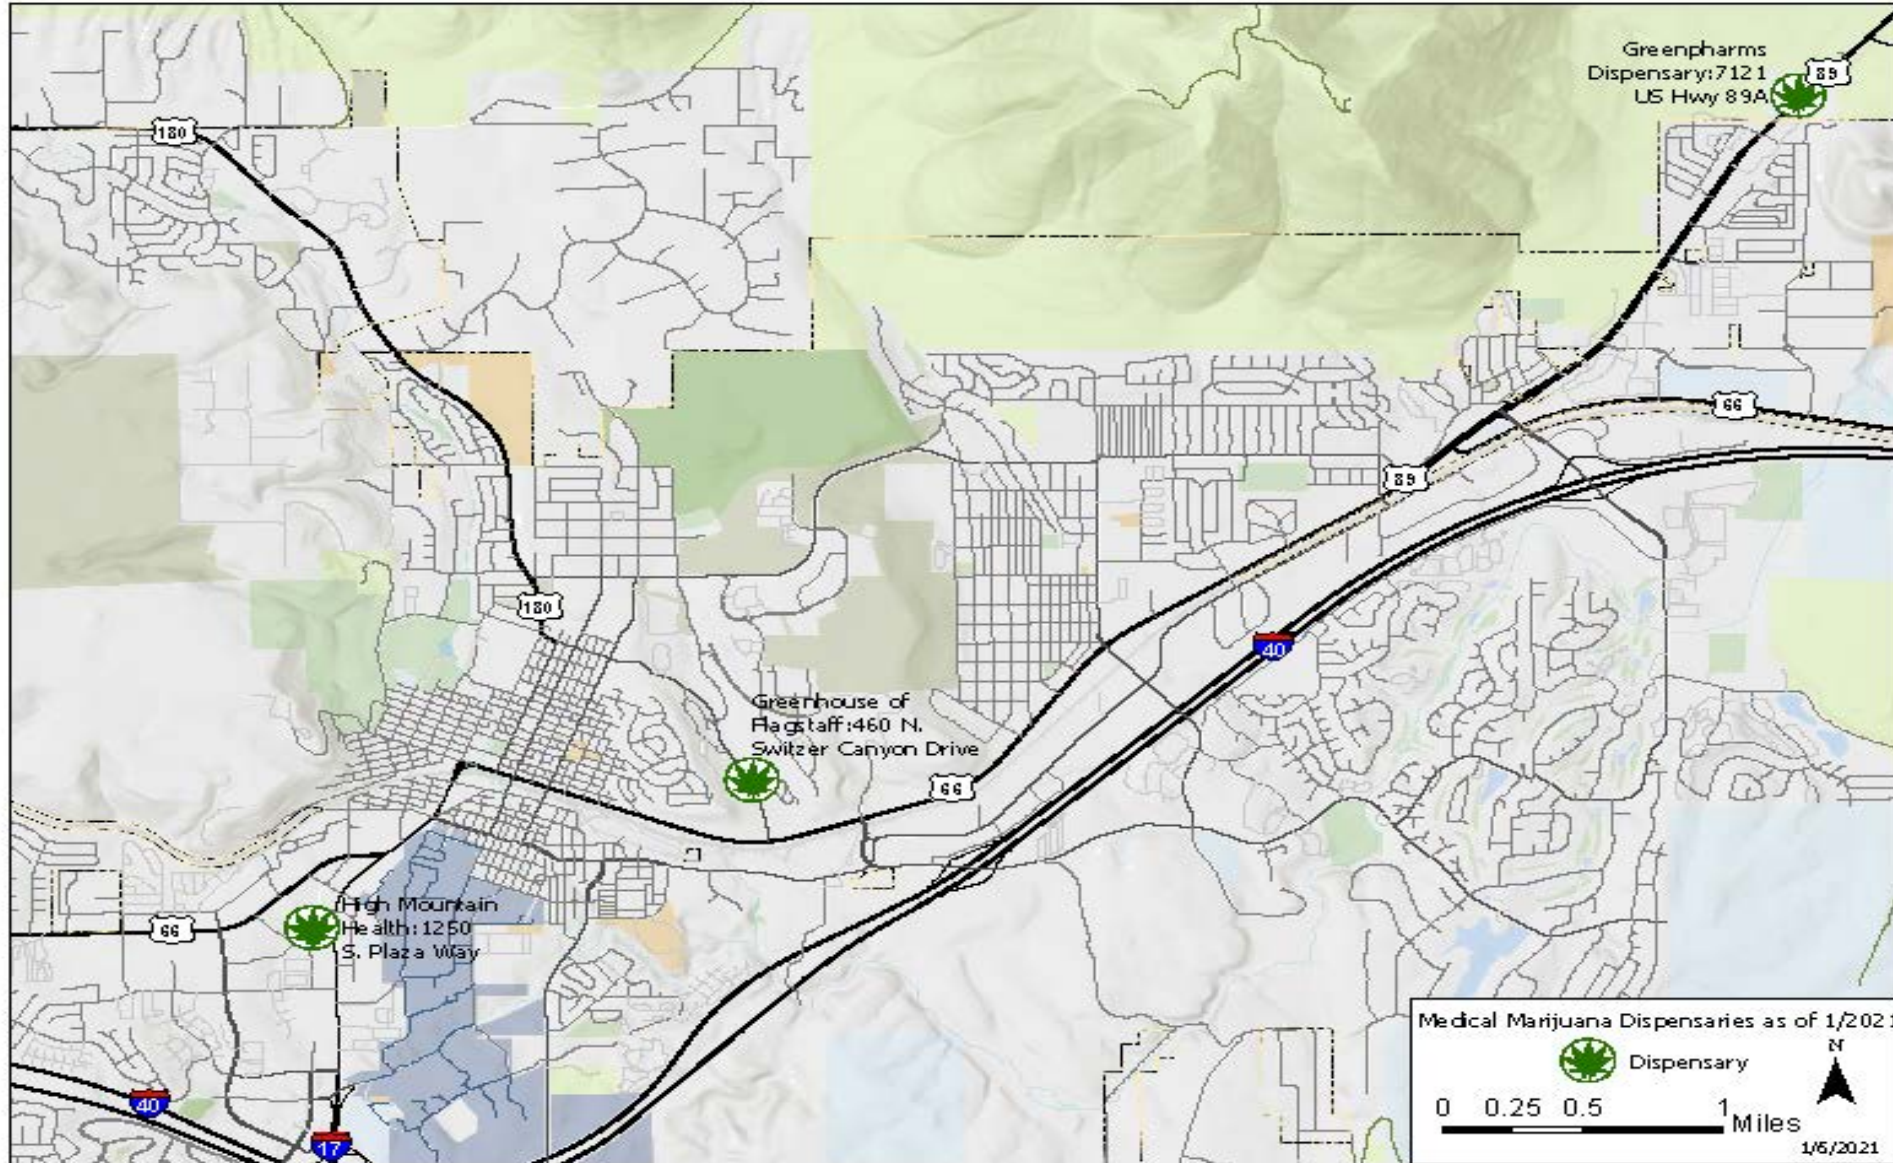 Greenpharms
Dispensary:7121
US Hwy 89A
89
180
66
89
180
40
Greenhouse of
Flagstaff:460 N.
Switzer Canyon Drive
66
High Mountain
Health:1250
S. Plaza Way
66
40
17
Medical Marijuana Dispensaries as of 1/2021
N
Dispensary
0 0.25 0.5 1 Miles
1/6/2021